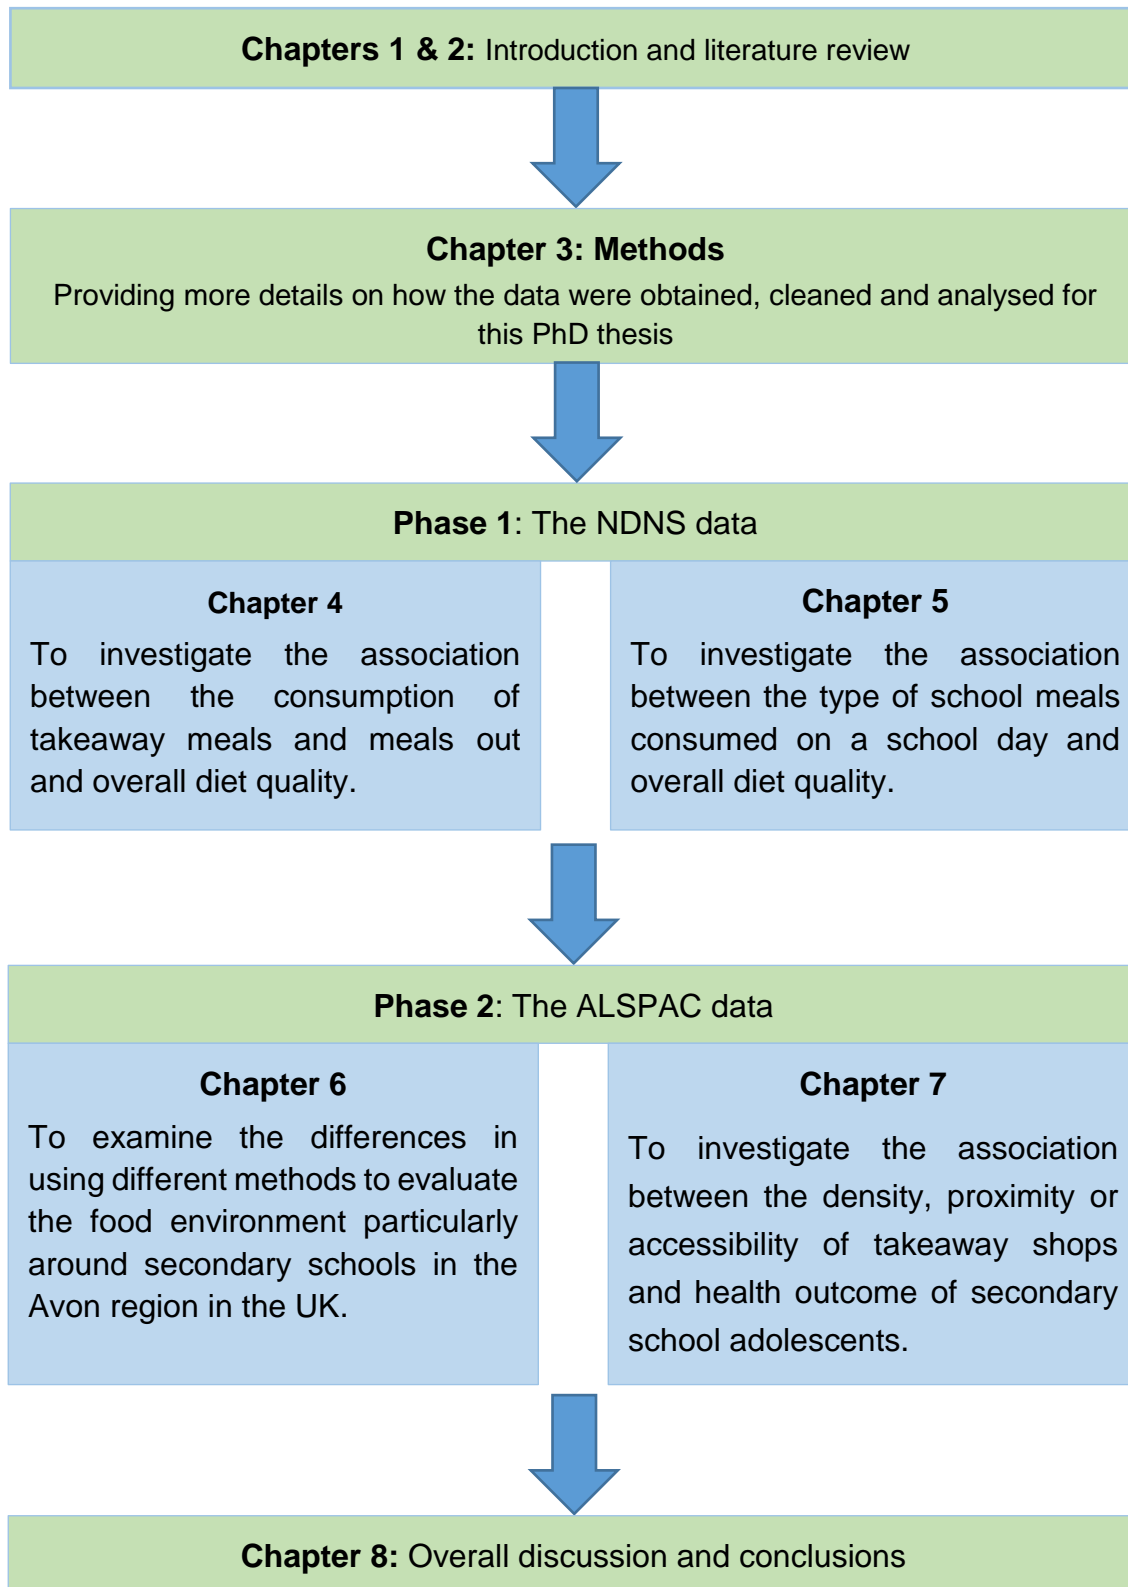 Chapters 1 & 2: Introduction and literature review
Chapter 3: Methods
Providing more details on how the data were obtained, cleaned and analysed for
this PhD thesis
Phase 1: The NDNS data
Chapter 4
To investigate the association
between the consumption of
takeaway meals and meals out
and overall diet quality.
Chapter 5
To investigate the association
between the type of school meals
consumed on a school day and
overall diet quality.
Phase 2: The ALSPAC data
Chapter 6
To examine the differences in
using different methods to evaluate
the food environment particularly
around secondary schools in the
Avon region in the UK.
Chapter 7
To investigate the association
between the density, proximity or
accessibility of takeaway shops
and health outcome of secondary
school adolescents.
Chapter 8: Overall discussion and conclusions